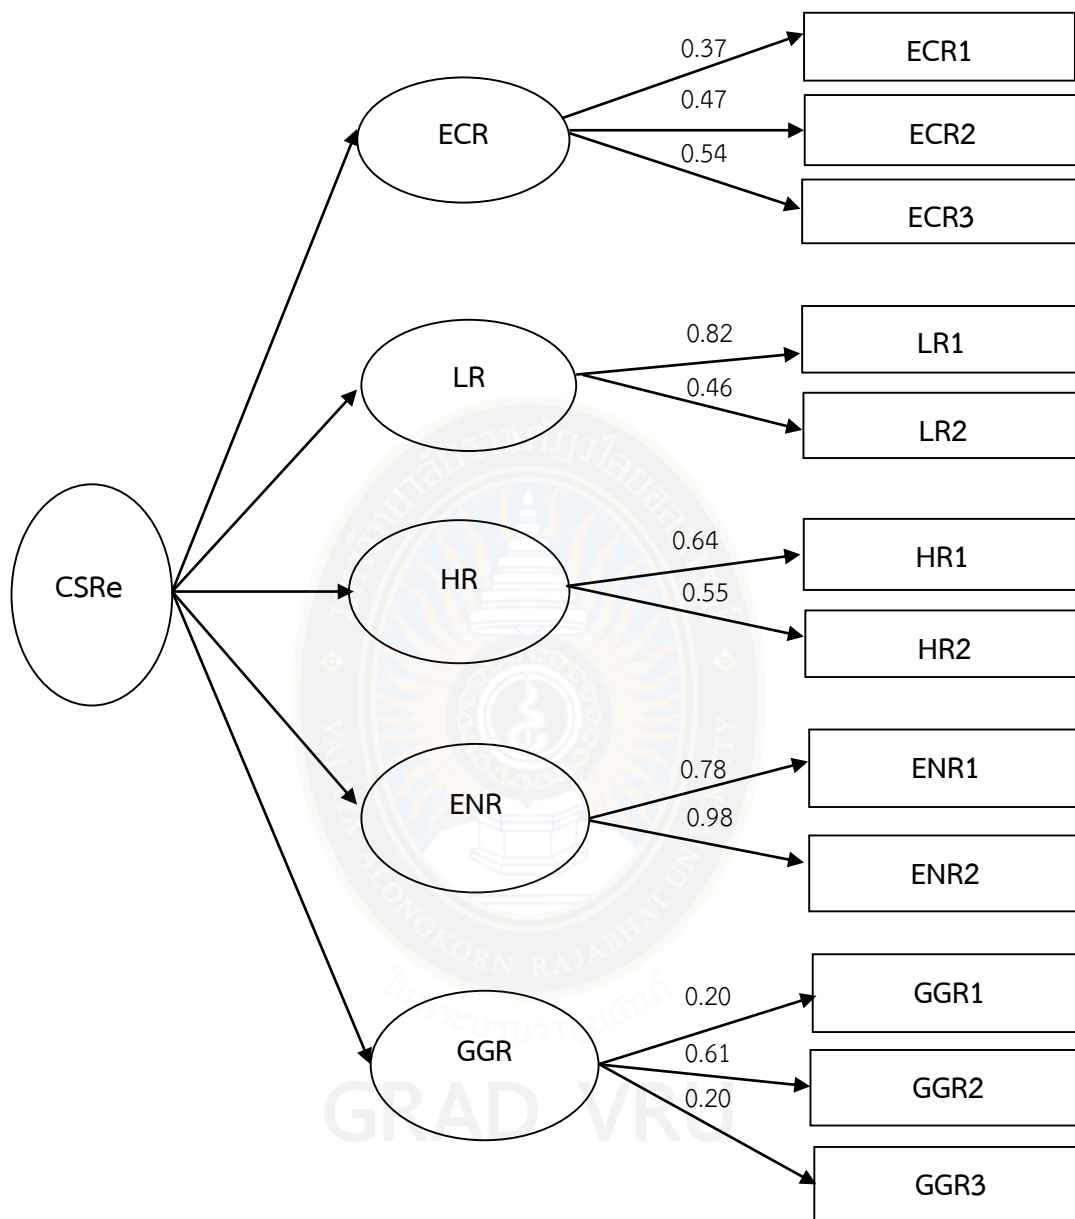 0.37
ECR1
ECR
0.47
ECR2
0.54
ECR3
LR
0.82
LR1
0.46
LR2
CSRe
HR
0.64
HR1
0.55
HR2
ENR
0.78
ENR1
0.98
ENR2
GGR
0.20
GGR1
0.61
GGR2
0.20
GGR3
GRAD VRU